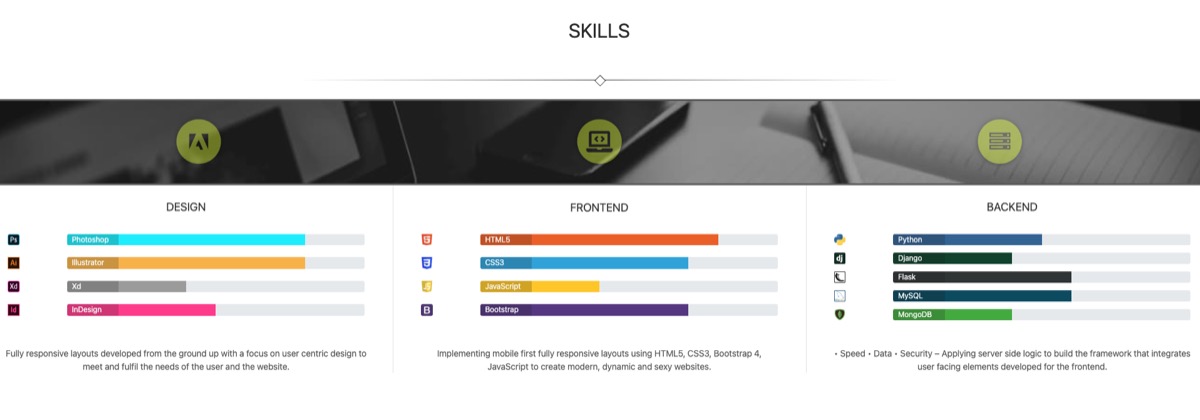 SKILLS
DESIGN
Ps
Photoshop
Ai
Illustrator
Xd
Xd
Id
InDesign
Fully responsive layouts developed from the ground up with a focus on user centric design to
meet and fulfil the needs of the user and the website.
FRONTEND
HTML5
CSS3
JavaScript
B
Bootstrap
Implementing mobile first fully responsive layouts using HTML5, CSS3, Bootstrap 4,
JavaScript to create modern, dynamic and sexy websites.
BACKEND
Python
dj
Django
Flask
MySQL
MongoDB
• Speed • Data • Security – Applying server side logic to build the framework that integrates
user facing elements developed for the frontend.